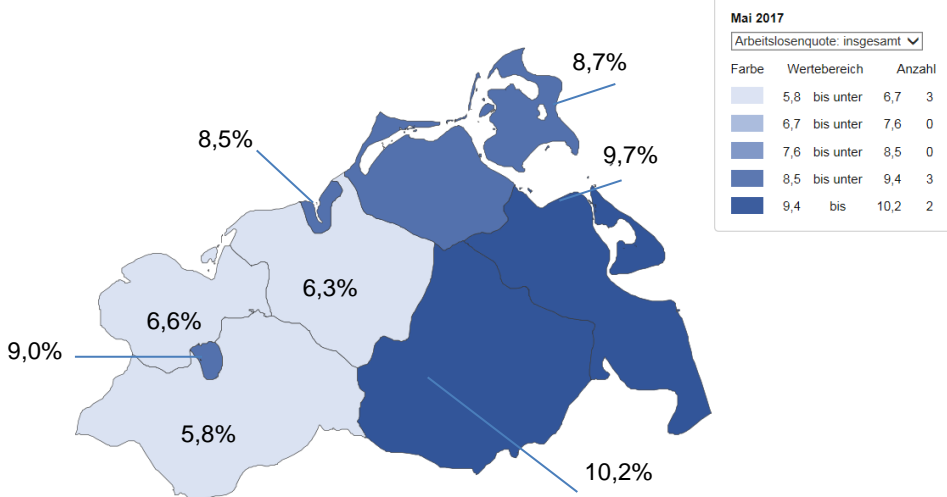 Mai 2017
Arbeitslosenquote: insgesamt
Farbe Wertebereich Anzahl
5,8 bis unter 6,7 3
6,7 bis unter 7,6 0
7,6 bis unter 8,5 0
8,5 bis unter 9,4 3
9,4 bis 10,2 2
8,7%
8,5%
9,7%
6,3%
6,6%
9,0%
5,8%
10,2%